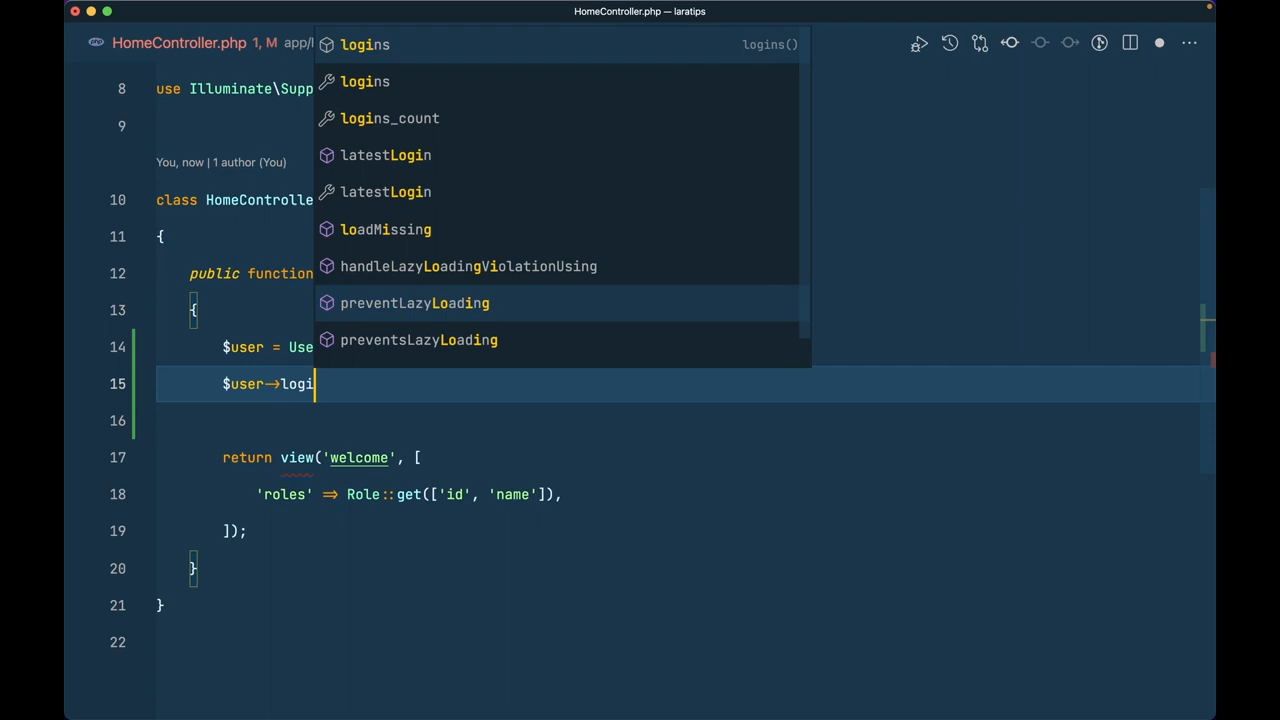 HomeController.php — laratips
HomeController.php 1, M app/
logins logins()
logins
logins_count
latestLogin
latestLogin
loadMissing
handleLazyLoadingViolationUsing
preventLazyLoading
preventsLazyLoading
8 use Illuminate\Supp
9
You, now | 1 author (You)
10 class HomeControlle
11 {
12 public function
13 {
14 $user = Use
15 $user->logi
16
17 return view('welcome', [
18 'roles' => Role::get(['id', 'name']),
19 ]);
20 }
21 }
22